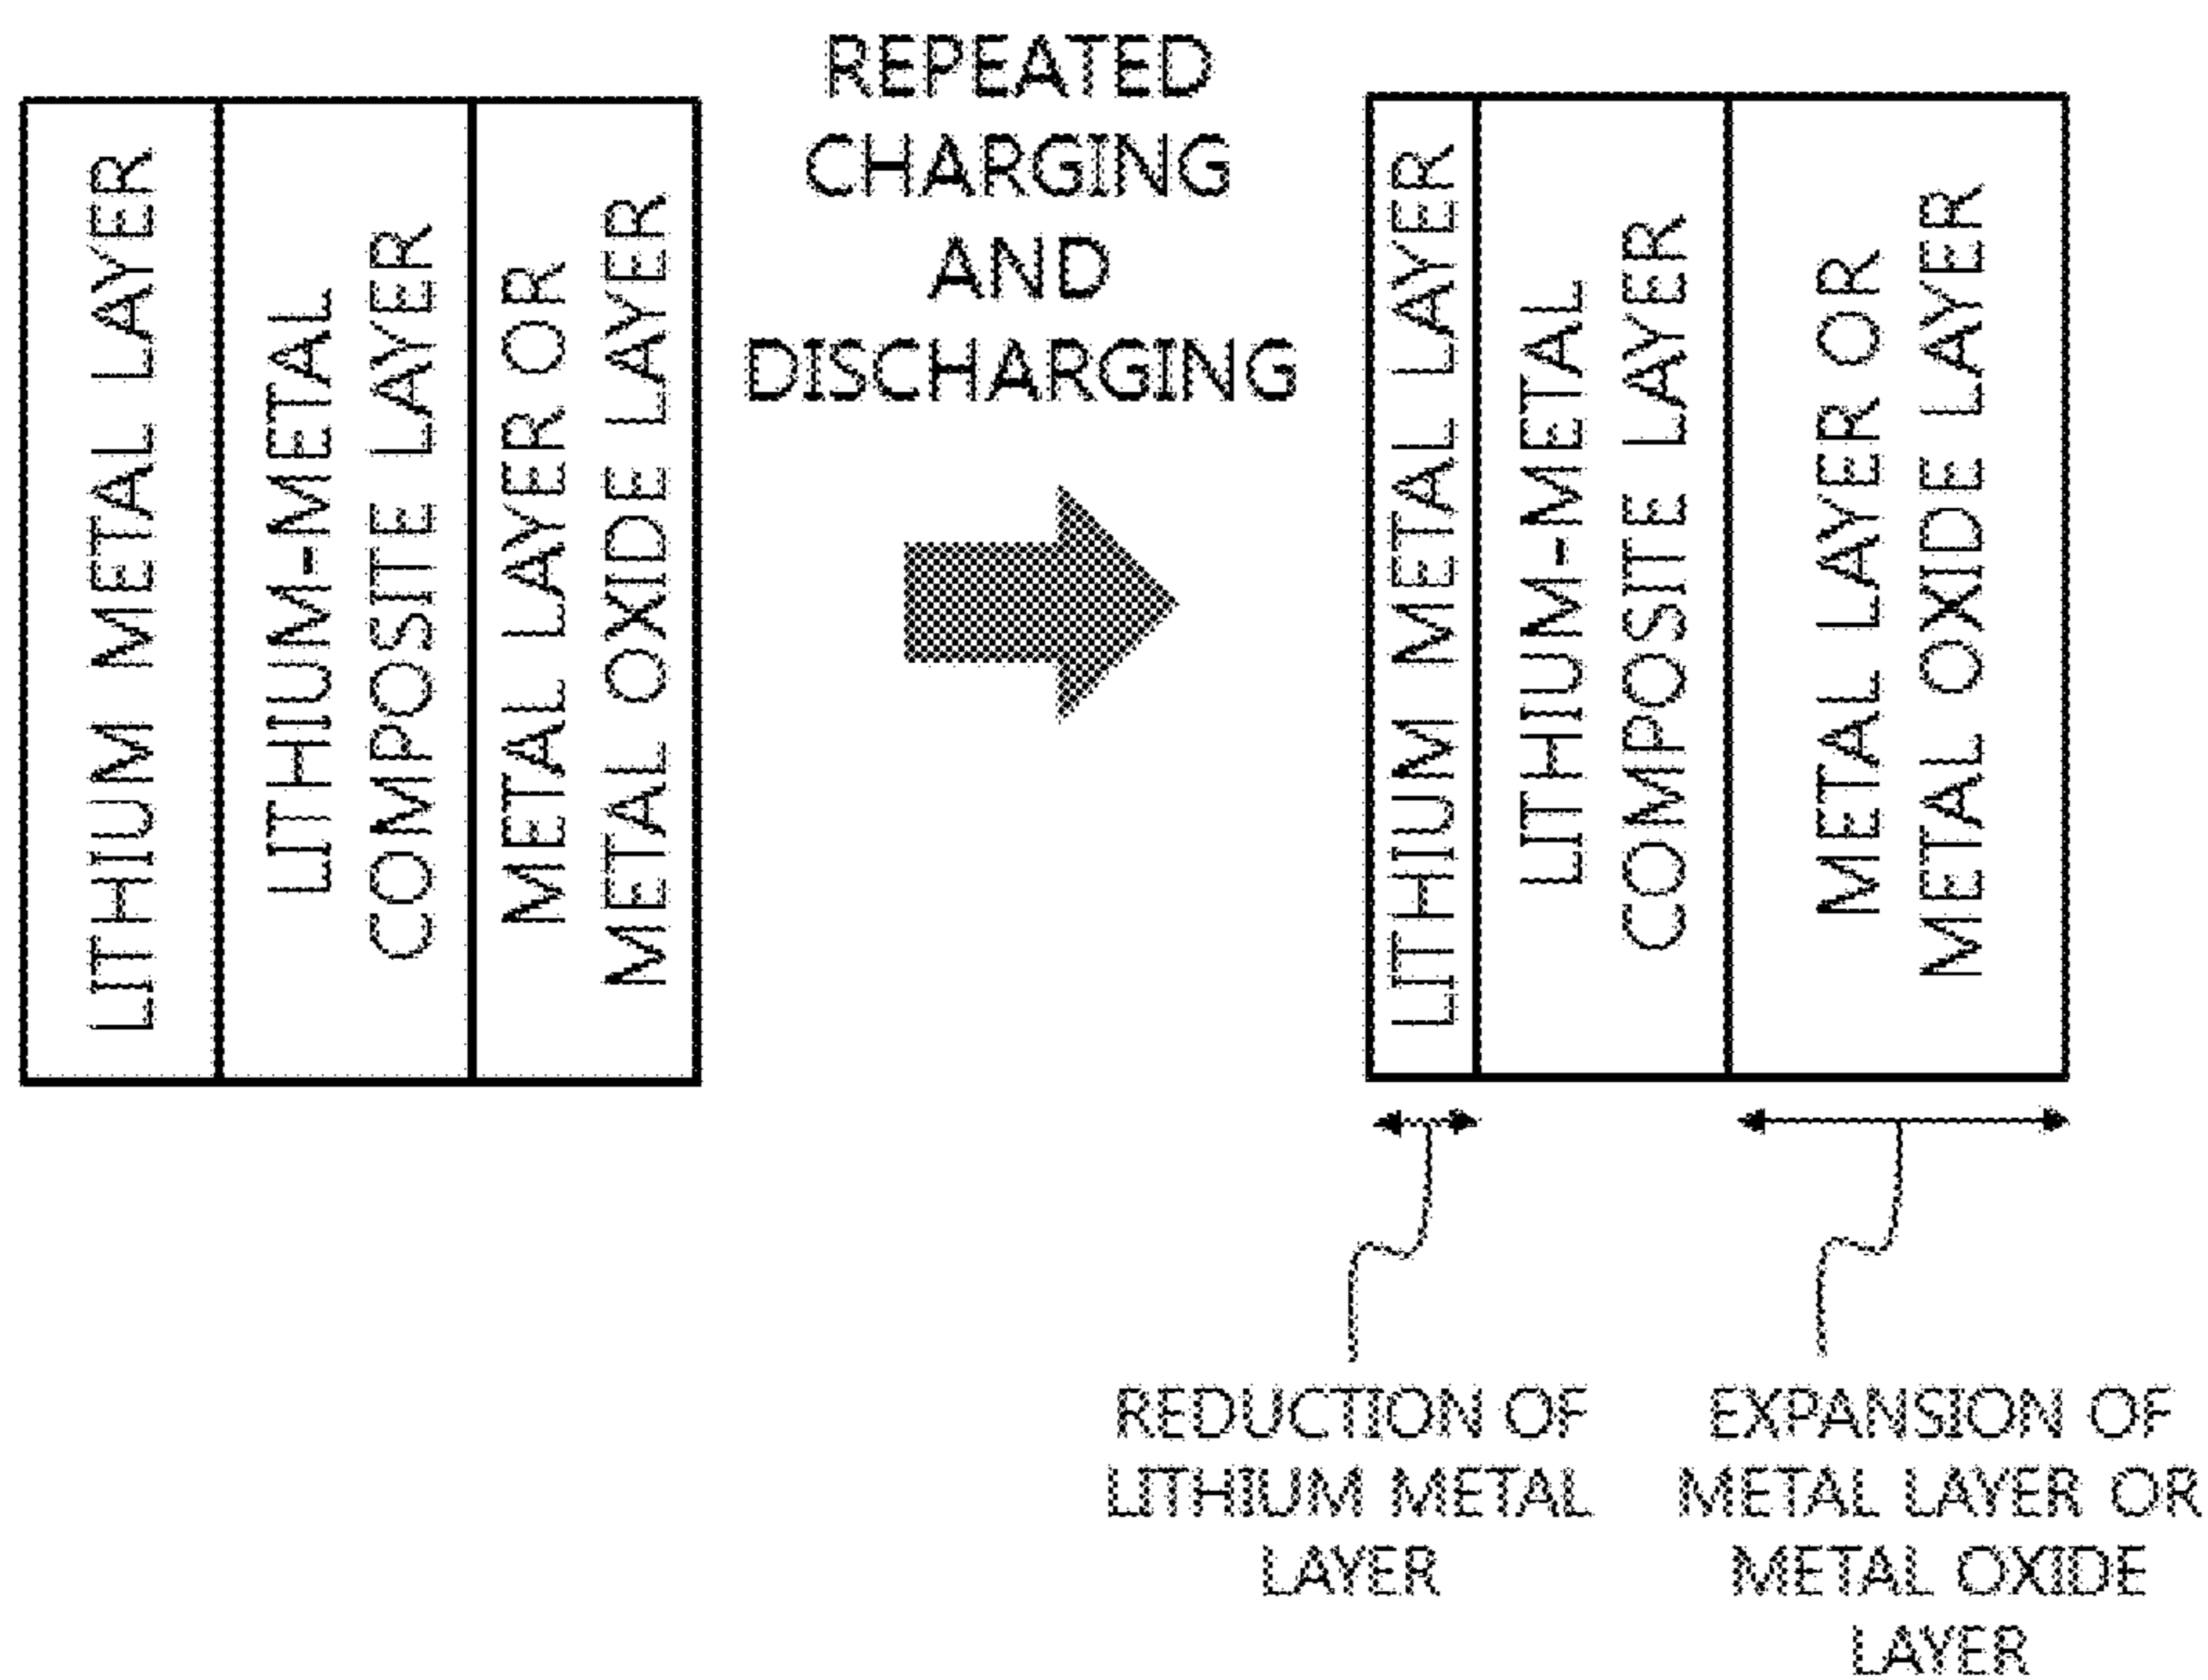 LITHIUM METAL LAYER
LITHIUM-METAL
COMPOSITE LAYER
METAL LAYER OR
METAL OXIDE LAYER
REPEATED
CHARGING
AND
DISCHARGING
LITHIUM METAL LAYER
LITHIUM-METAL
COMPOSITE LAYER
METAL LAYER OR
METAL OXIDE LAYER
REDUCTION OF
LITHIUM METAL
LAYER
EXPANSION OF
METAL LAYER OR
METAL OXIDE
LAYER